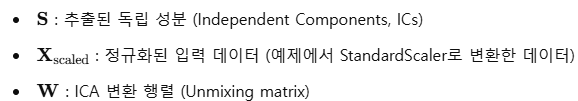 • S : 추출된 독립 성분 (Independent Components, ICs)
• X_scaled : 정규화된 입력 데이터 (예제에서 StandardScaler로 변환한 데이터)
• W : ICA 변환 행렬 (Unmixing matrix)